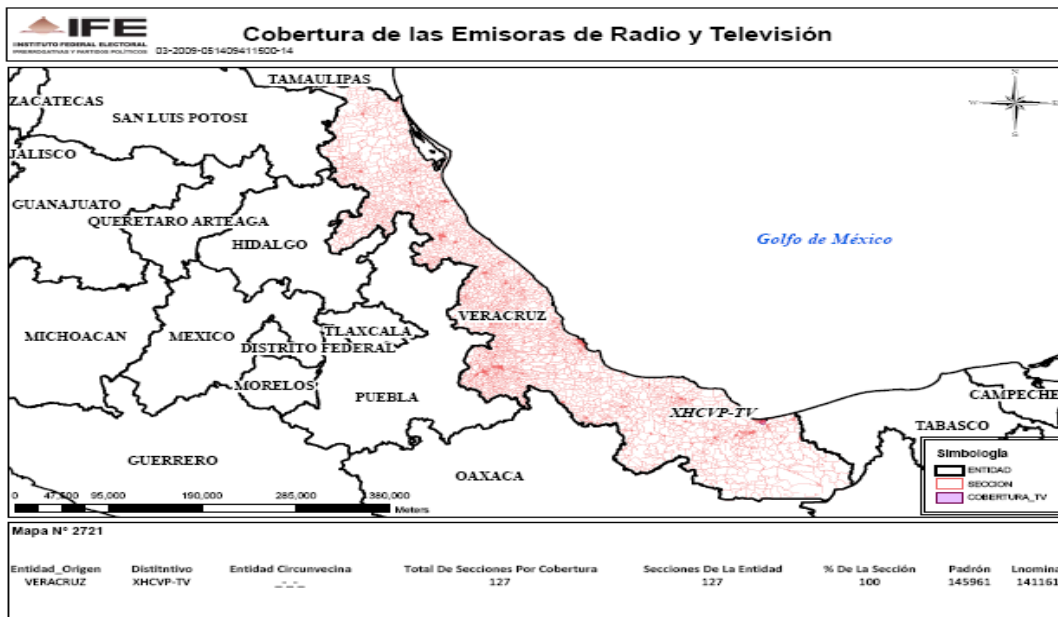 IFE
INSTITUTO FEDERAL ELECTORAL
PRERROGATIVAS Y PARTIDOS POLÍTICOS
03-2009-051409411500-14
Cobertura de las Emisoras de Radio y Televisión
TAMAULIPAS
ZACATECAS
SAN LUIS POTOSI
JALISCO
GUANAJUATO
QUERETARO ARTEAGA
HIDALGO
Golfo de México
N
W
E
S
MICHOACAN
MEXICO
TLAXCALA
VERACRUZ
DISTRITO FEDERAL
MORELOS
PUEBLA
XHCVP-TV
CAMPECHE
TABASCO
GUERRERO
OAXACA
Simbología
ENTIDAD
SECCION
COBERTURA_TV
0 47,500 95,000 190,000 285,000 380,000
Meters
Mapa N° 2721
Entidad_Origen Distitntivo Entidad Circunvecina Total De Secciones Por Cobertura Secciones De La Entidad % De La Sección Padrón Lnomina
VERACRUZ XHCVP-TV _-_-_ 127 127 100 145961 141161